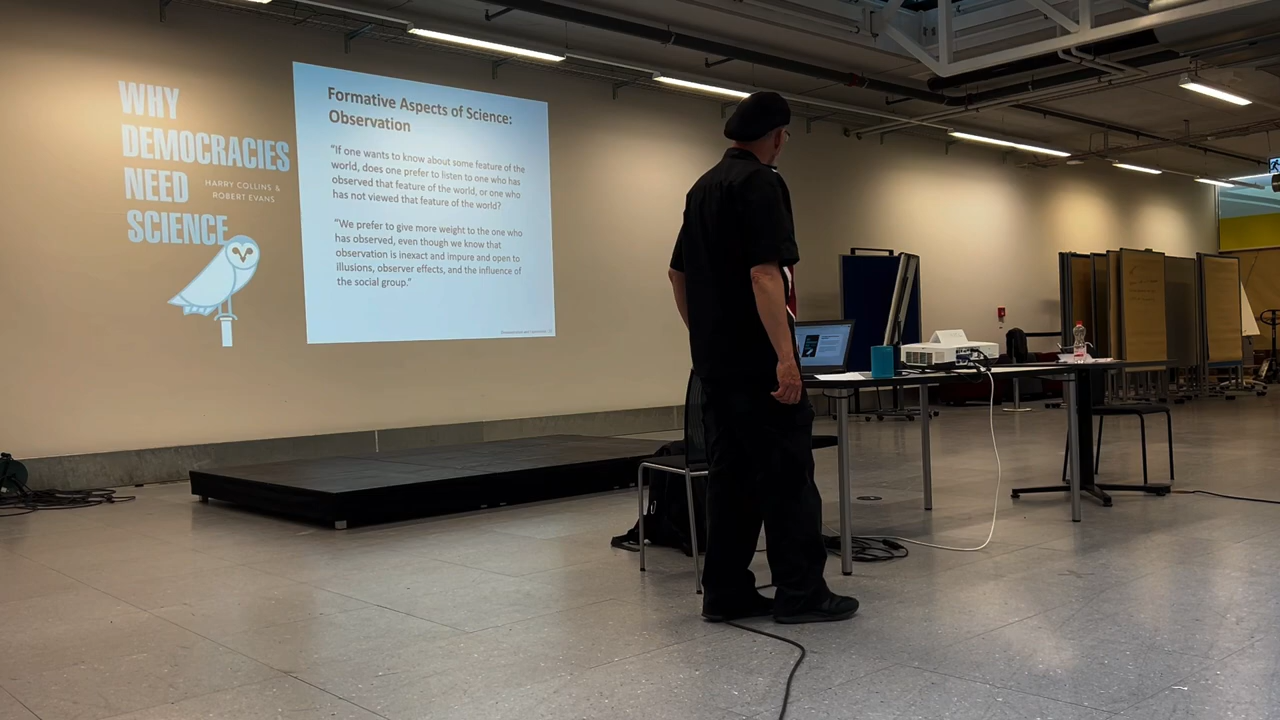 WHY
DEMOCRACIES
NEED
HARRY COLLINS &
ROBERT EVANS
SCIENCE
Formative Aspects of Science:
Observation
"If one wants to know about some feature of the
world, does one prefer to listen to one who has
observed that feature of the world, or one who
has not viewed that feature of the world?
"We prefer to give more weight to the one who
has observed, even though we know that
observation is inexact and impure and open to
illusions, observer effects, and the influence of
the social group."